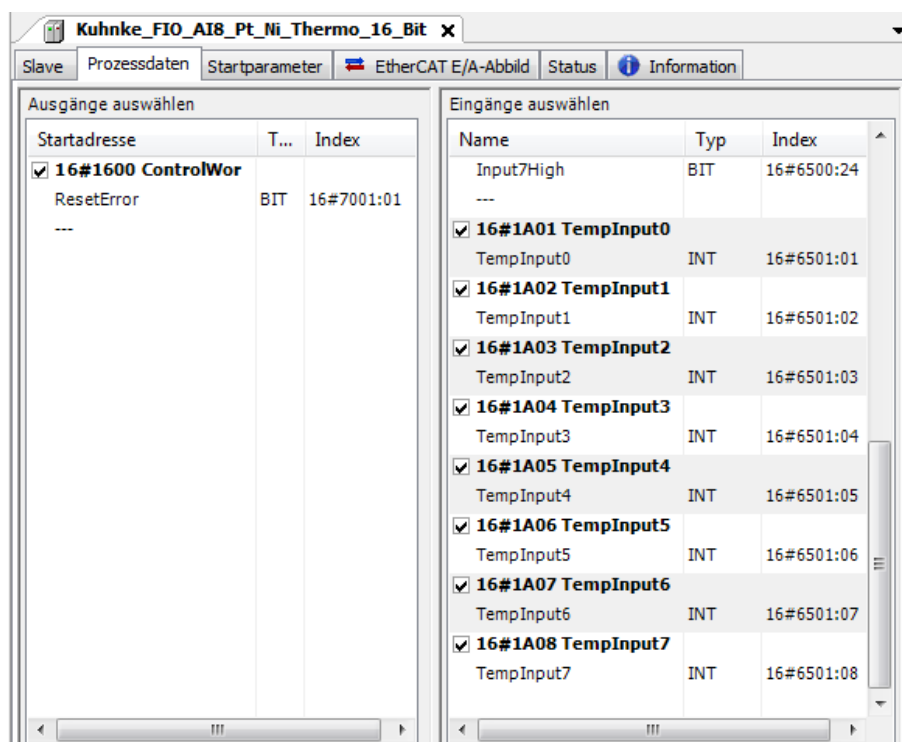 Kuhnke_FIO_AI8_Pt_Ni_Thermo_16_Bit x
Slave Prozessdaten Startparameter EtherCAT E/A-Abbild Status Information
Ausgänge auswählen
Startadresse T... Index
16#1600 ControlWor
ResetError BIT 16#7001:01
---
Eingänge auswählen
Name Typ Index
Input7High BIT 16#6500:24
---
16#1A01 TempInput0
TempInput0 INT 16#6501:01
16#1A02 TempInput1
TempInput1 INT 16#6501:02
16#1A03 TempInput2
TempInput2 INT 16#6501:03
16#1A04 TempInput3
TempInput3 INT 16#6501:04
16#1A05 TempInput4
TempInput4 INT 16#6501:05
16#1A06 TempInput5
TempInput5 INT 16#6501:06
16#1A07 TempInput6
TempInput6 INT 16#6501:07
16#1A08 TempInput7
TempInput7 INT 16#6501:08